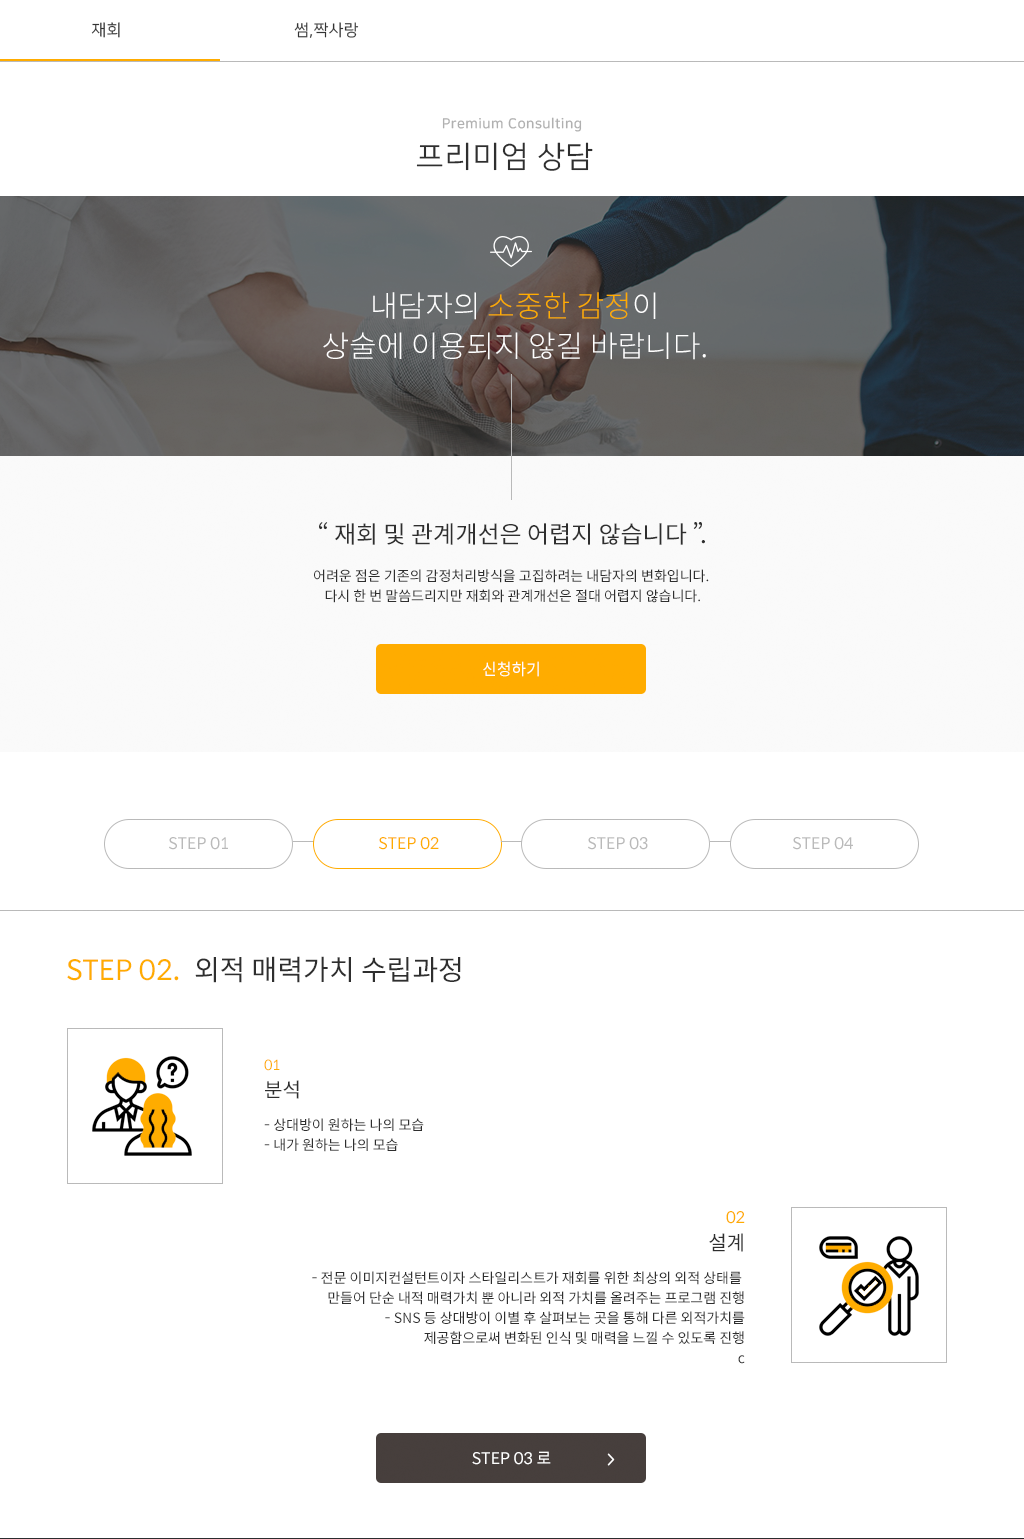 재회
썸,짝사랑
Premium Consulting
프리미엄 상담
내담자의 소중한 감정이
상술에 이용되지 않길 바랍니다.
“ 재회 및 관계개선은 어렵지 않습니다 ”.
어려운 점은 기존의 감정처리방식을 고집하려는 내담자의 변화입니다.
다시 한 번 말씀드리지만 재회와 관계개선은 절대 어렵지 않습니다.
신청하기
STEP 01
STEP 02
STEP 03
STEP 04
STEP 02. 외적 매력가치 수립과정
01
분석
- 상대방이 원하는 나의 모습
- 내가 원하는 나의 모습
02
설계
- 전문 이미지컨설턴트이자 스타일리스트가 재회를 위한 최상의 외적 상태를
만들어 단순 내적 매력가치 뿐 아니라 외적 가치를 올려주는 프로그램 진행
- SNS 등 상대방이 이별 후 살펴보는 곳을 통해 다른 외적가치를
제공함으로써 변화된 인식 및 매력을 느낄 수 있도록 진행
c
STEP 03 로